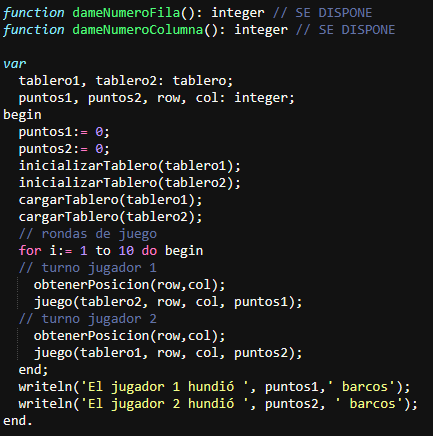 function dameNumeroFila(): integer // SE DISPONE
function dameNumeroColumna(): integer // SE DISPONE

var
  tablero1, tablero2: tablero;
  puntos1, puntos2, row, col: integer;
begin
  puntos1:= 0;
  puntos2:= 0;
  inicializarTablero(tablero1);
  inicializarTablero(tablero2);
  cargarTablero(tablero1);
  cargarTablero(tablero2);
  // rondas de juego
  for i:= 1 to 10 do begin
  // turno jugador 1
    obtenerPosicion(row,col);
    juego(tablero2, row, col, puntos1);
  // turno jugador 2
    obtenerPosicion(row,col);
    juego(tablero1, row, col, puntos2);
  end;
  writeln('El jugador 1 hundió ', puntos1,' barcos');
  writeln('El jugador 2 hundió ', puntos2, ' barcos');
end.